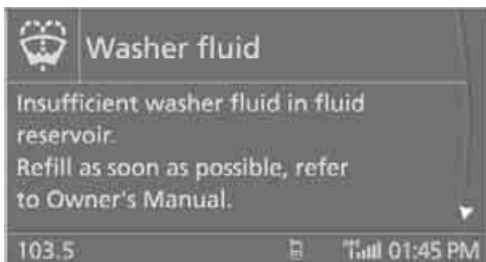 Washer fluid
Insufficient washer fluid in fluid
reservoir.
Refill as soon as possible, refer
to Owner's Manual.
103.5 01:45 PM